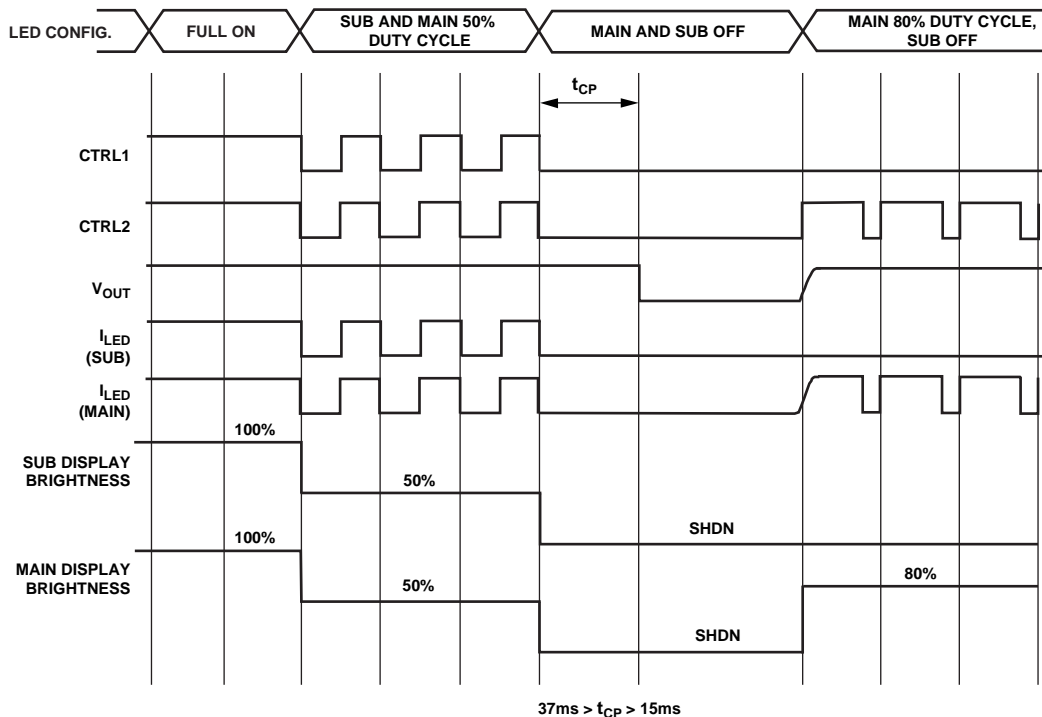 LED CONFIG.
FULL ON
SUB AND MAIN 50%
DUTY CYCLE
MAIN AND SUB OFF
MAIN 80% DUTY CYCLE,
SUB OFF
tCP
CTRL1
CTRL2
VOUT
ILED
(SUB)
ILED
(MAIN)
100%
SUB DISPLAY
BRIGHTNESS
50%
SHDN
100%
MAIN DISPLAY
BRIGHTNESS
50%
80%
SHDN
37ms > tCP > 15ms